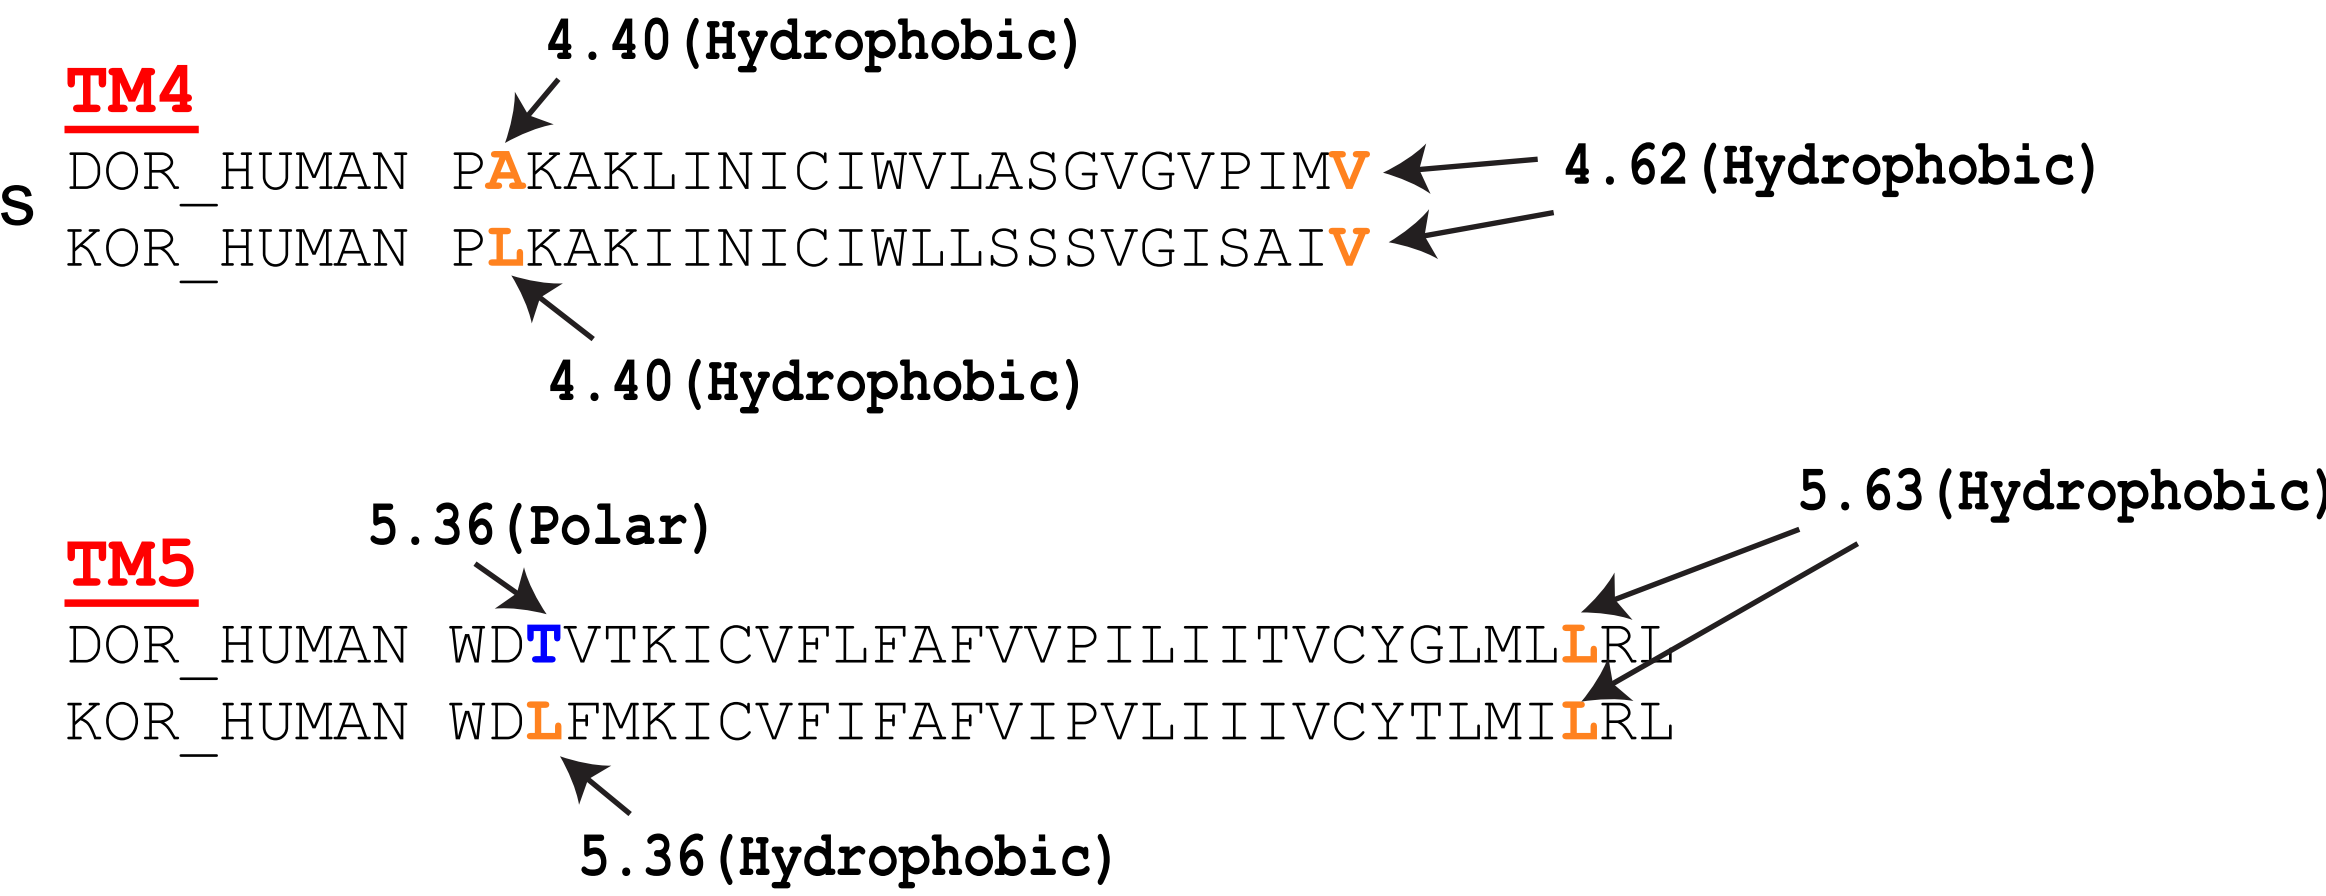 4.40(Hydrophobic)
TM4
DOR_HUMAN PAKAKLINICIWVLASGVGVPIMV 4.62(Hydrophobic)
S
KOR_HUMAN PLKAKIINICIWLLSSSVGISAIV
4.40(Hydrophobic)
5.63(Hydrophobic)
5.36(Polar)
TM5
DOR_HUMAN WDTVTKICVFLFAFVVPILIITVCYGLMLLRL
KOR_HUMAN WDLFMKICVFIFAFVIPVLIIIVCYTLMILRL
5.36(Hydrophobic)